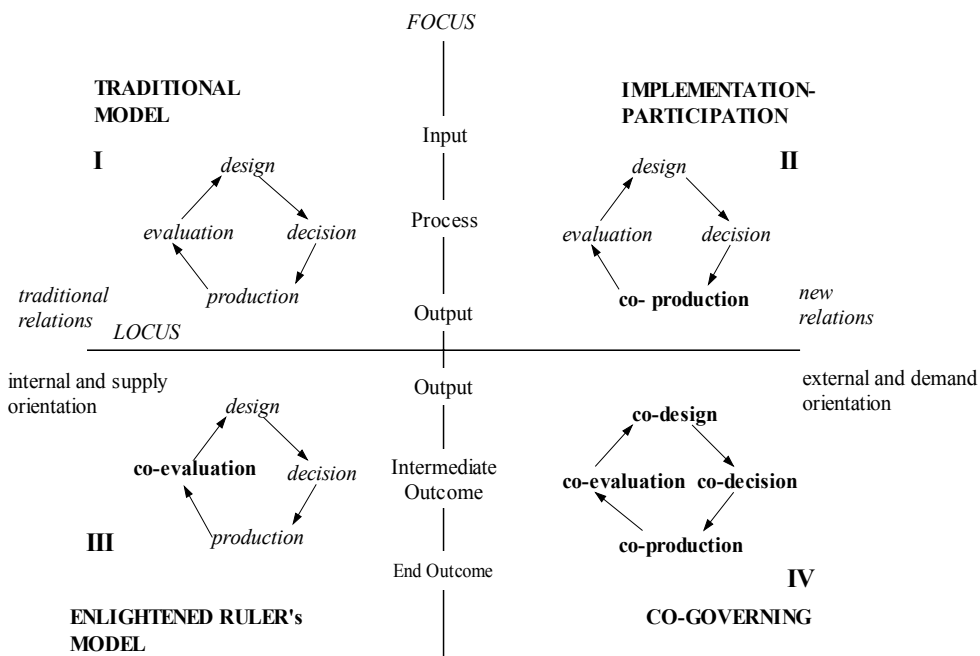 FOCUS
TRADITIONAL
MODEL
IMPLEMENTATION-
PARTICIPATION
Input
I
II
design
design
Process
evaluation
decision
evaluation
decision
production
co- production
traditional
relations
new
relations
Output
LOCUS
internal and supply
orientation
external and demand
orientation
Output
design
co-design
co-evaluation
decision
Intermediate
Outcome
co-evaluation
co-decision
production
co-production
III
End Outcome
IV
ENLIGHTENED RULER's
MODEL
CO-GOVERNING